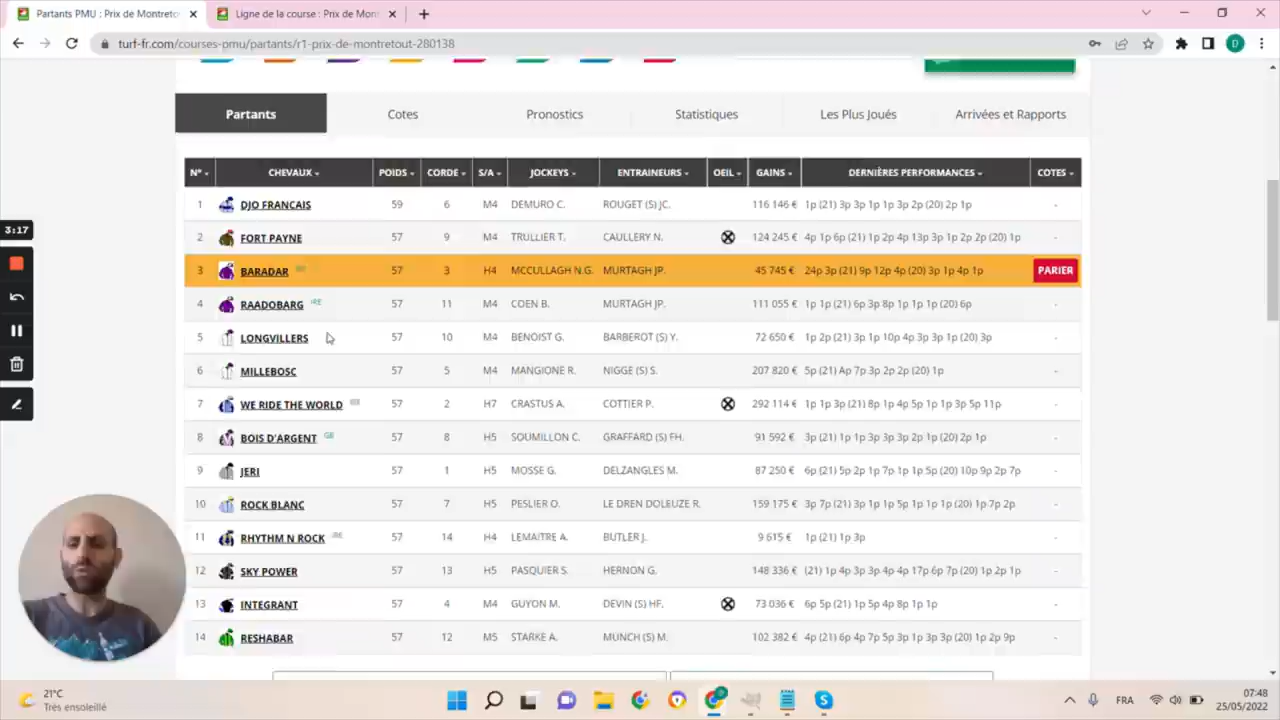 Partants PMU : Prix de Montretou
Ligne de la course : Prix de Mon
turf-fr.com/courses-pmu/partants/r1-prix-de-montretout-280138
D
Partants Cotes Pronostics Statistiques Les Plus Joués Arrivées et Rapports
N° CHEVAUX POIDS CORDE S/A JOCKEYS ENTRAINEURS OEIL GAINS DERNIÈRES PERFORMANCES COTES
1 DJO FRANCAIS 59 6 M4 DEMURO C. ROUGET (S) JC. 116 146 € 1p (21) 3p 3p 1p 1p 3p 2p (20) 2p 1p -
2 FORT PAYNE 57 9 M4 TRULLIER T. CAULLERY N. 124 245 € 4p 1p 6p (21) 1p 2p 4p 13p 3p 1p 2p 2p (20) 1p -
3 BARADAR 57 3 H4 MCCULLAGH N.G. MURTAGH JP. 45 745 € 24p 3p (21) 9p 12p 4p (20) 3p 1p 4p 1p PARIER
4 RAADOBARG IRE 57 11 M4 COEN B. MURTAGH JP. 111 055 € 1p 1p (21) 6p 3p 8p 1p 1p 1p (20) 6p -
5 LONGVILLERS 57 10 M4 BENOIST G. BARBEROT (S) Y. 72 650 € 1p 2p (21) 3p 1p 10p 4p 3p 3p 1p (20) 3p -
6 MILLEBOSC 57 5 M4 MANGIONE R. NIGGE (S) S. 207 820 € 5p (21) Ap 7p 3p 2p 2p (20) 1p -
7 WE RIDE THE WORLD 57 2 H7 CRASTUS A. COTTIER P. 292 114 € 1p 1p 3p (21) 8p 1p 4p 5p 1p 1p 3p 5p 11p -
8 BOIS D'ARGENT GB 57 8 H5 SOUMILLON C. GRAFFARD (S) FH. 91 592 € 3p (21) 1p 1p 3p 3p 3p 2p (20) 2p 1p -
9 JERI 57 1 H5 MOSSE G. DELZANGLES M. 87 250 € 6p (21) 5p 2p 1p 7p 1p 1p 5p (20) 10p 9p 2p 7p -
10 ROCK BLANC 57 7 H5 PESLIER O. LE DREN DOLEUZE R. 159 175 € 3p 7p (21) 3p 1p 1p 5p 1p 1p 1p (20) 1p 7p 2p -
11 RHYTHM N ROCK IRE 57 14 H4 LEMAITRE A. BUTLER J. 9 615 € 1p (21) 1p 3p -
12 SKY POWER 57 13 H5 PASQUIER S. HERNON G. 148 336 € (21) 1p 4p 3p 3p 4p 4p 17p 6p 7p (20) 1p 2p 1p -
13 INTEGRANT 57 4 M4 GUYON M. DEVIN (S) HF. 73 036 € 6p 5p (21) 1p 5p 4p 8p 1p 1p -
14 RESHABAR 57 12 M5 STARKE A. MUNCH (S) M. 102 382 € 4p (21) 6p 4p 7p 5p 3p 1p 3p 3p (20) 1p 2p 9p -
3:17
21°C
Très ensoleillé
FRA
07:48
25/05/2022